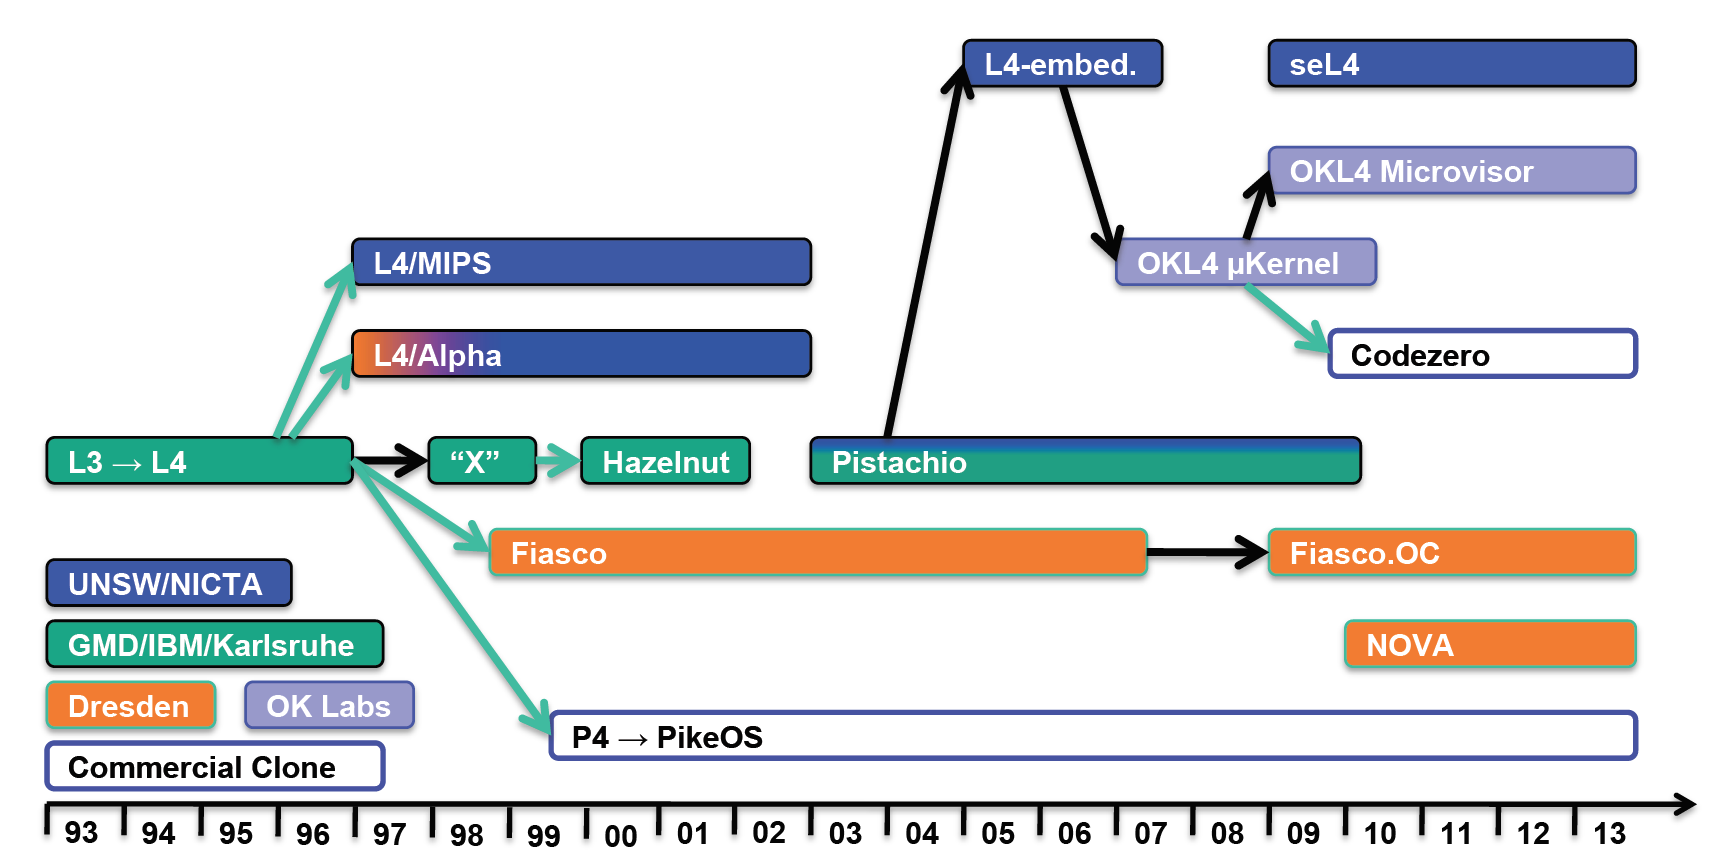 L4-embed.
seL4
OKL4 Microvisor
L4/MIPS
OKL4 µKernel
L4/Alpha
Codezero
L3 → L4
“X”
Hazelnut
Pistachio
Fiasco
Fiasco.OC
UNSW/NICTA
GMD/IBM/Karlsruhe
NOVA
Dresden
OK Labs
P4 → PikeOS
Commercial Clone
93 94 95 96 97 98 99 00 01 02 03 04 05 06 07 08 09 10 11 12 13